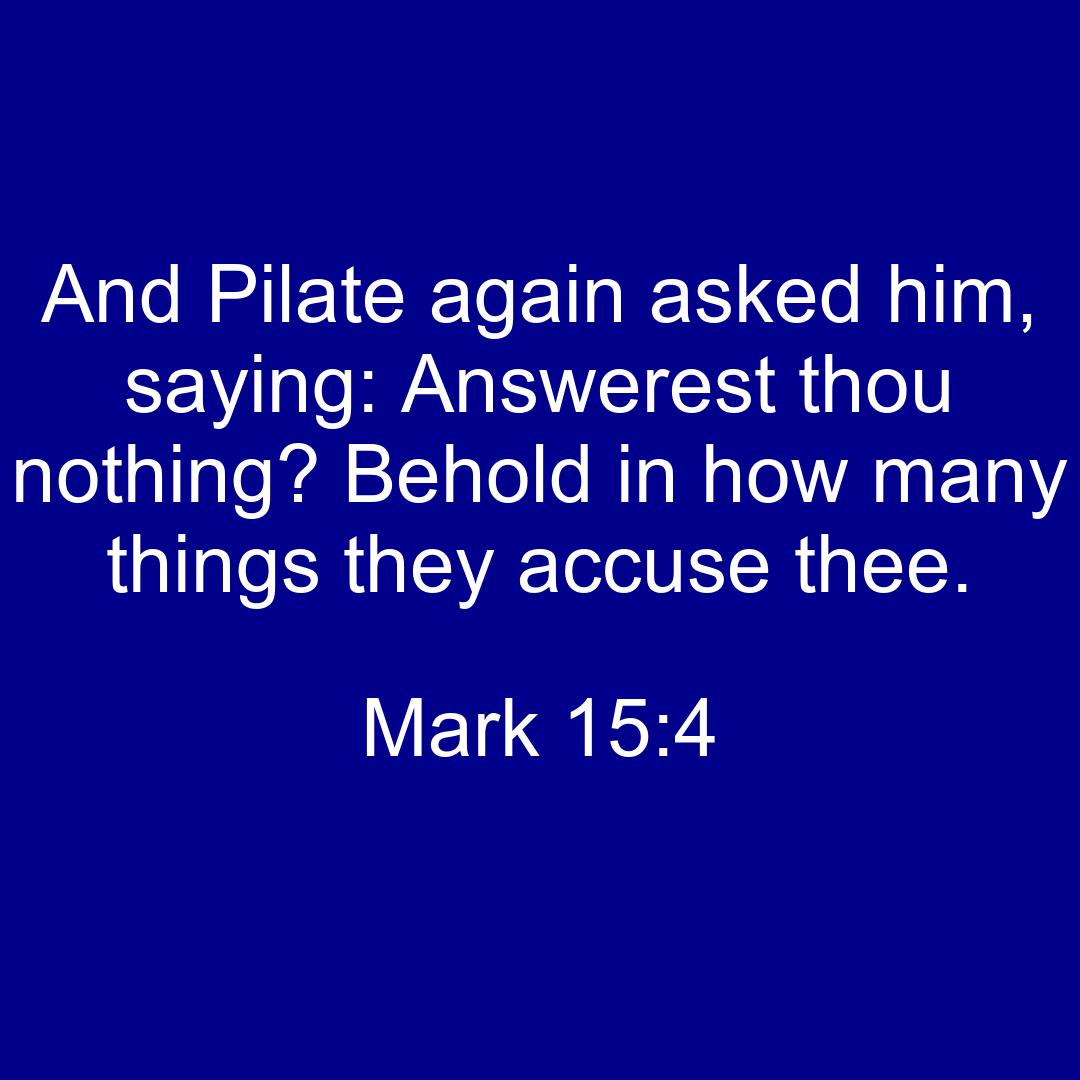 And Pilate again asked him,
saying: Answerest thou
nothing? Behold in how many
things they accuse thee.
Mark 15:4